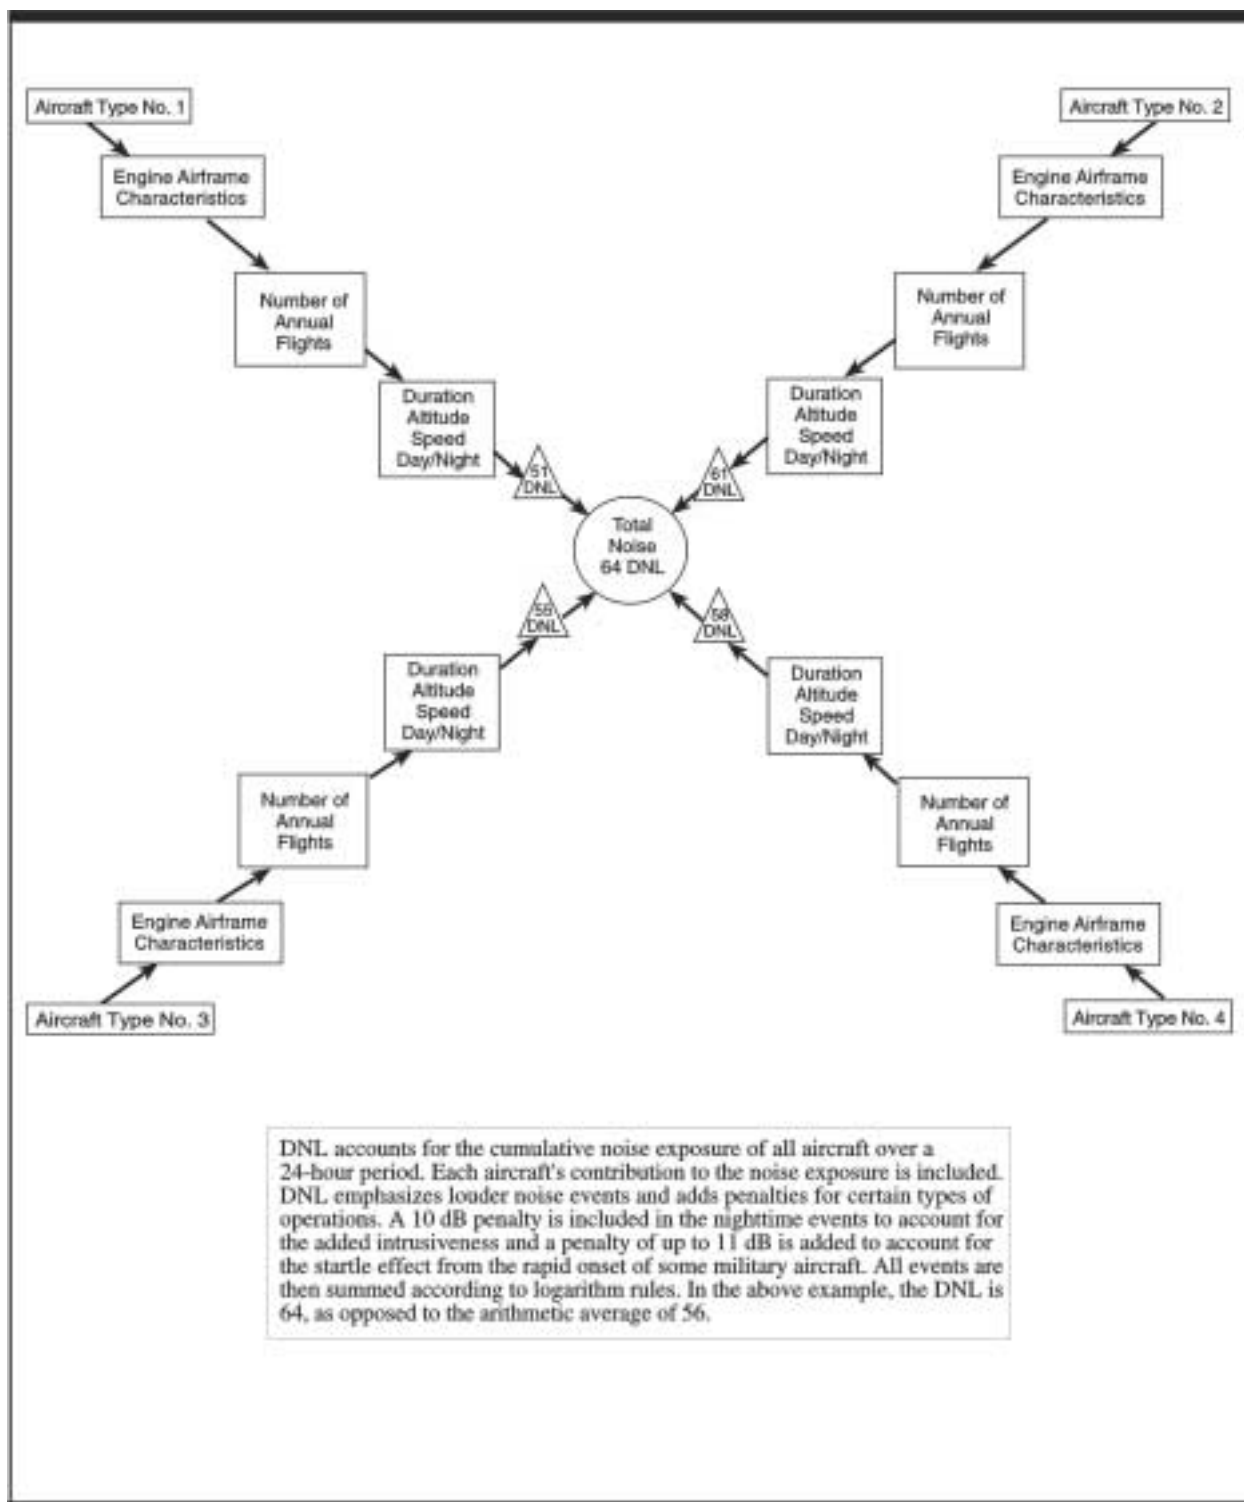 Aircraft Type No. 1
Aircraft Type No. 2
Engine Airframe
Characteristics
Engine Airframe
Characteristics
Number of
Annual
Flights
Number of
Annual
Flights
Duration
Altitude
Speed
Day/Night
Duration
Altitude
Speed
Day/Night
51
DNL
61
DNL
Total
Noise
64 DNL
DNL
58
DNL
Duration
Altitude
Speed
Day/Night
Duration
Altitude
Speed
Day/Night
Number of
Annual
Flights
Number of
Annual
Flights
Engine Airframe
Characteristics
Engine Airframe
Characteristics
Aircraft Type No. 3
Aircraft Type No. 4
DNL accounts for the cumulative noise exposure of all aircraft over a
24-hour period. Each aircraft's contribution to the noise exposure is included.
DNL emphasizes louder noise events and adds penalties for certain types of
operations. A 10 dB penalty is included in the nighttime events to account for
the added intrusiveness and a penalty of up to 11 dB is added to account for
the startle effect from the rapid onset of some military aircraft. All events are
then summed according to logarithm rules. In the above example, the DNL is
64, as opposed to the arithmetic average of 56.